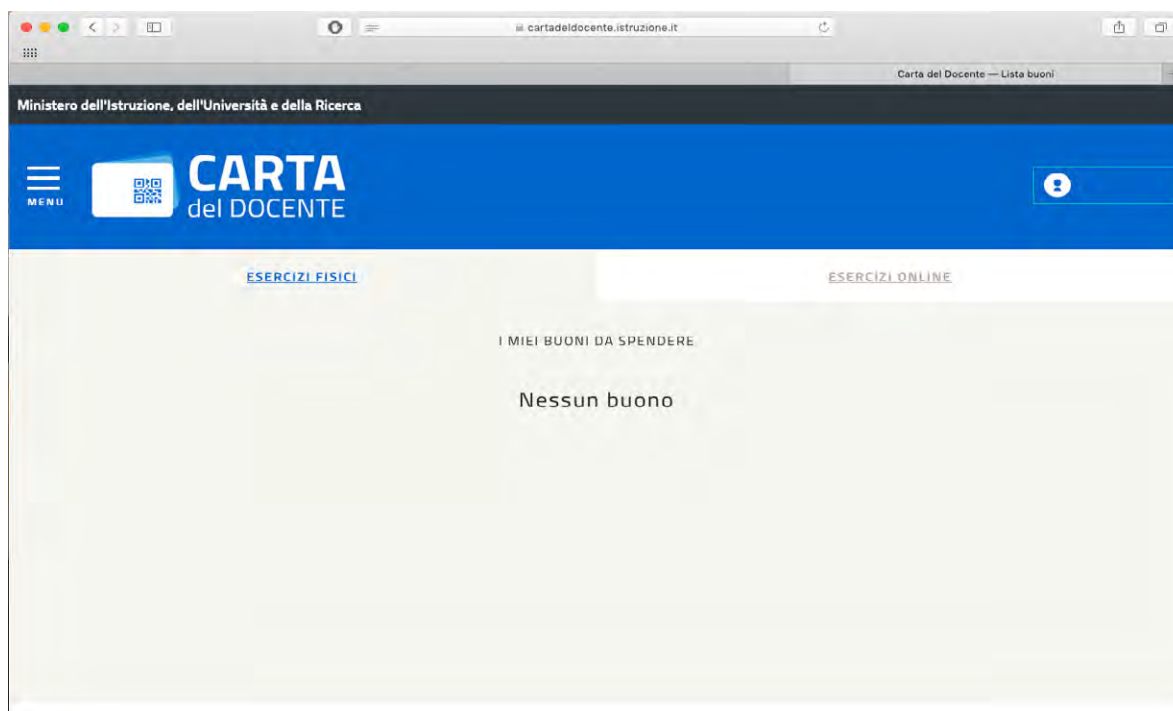 cartadeldocente.istruzione.it
Carta del Docente — Lista buoni
Ministero dell'Istruzione, dell'Università e della Ricerca
MENU
CARTA
del DOCENTE
ESERCIZI FISICI
ESERCIZI ONLINE
I MIEI BUONI DA SPENDERE
Nessun buono